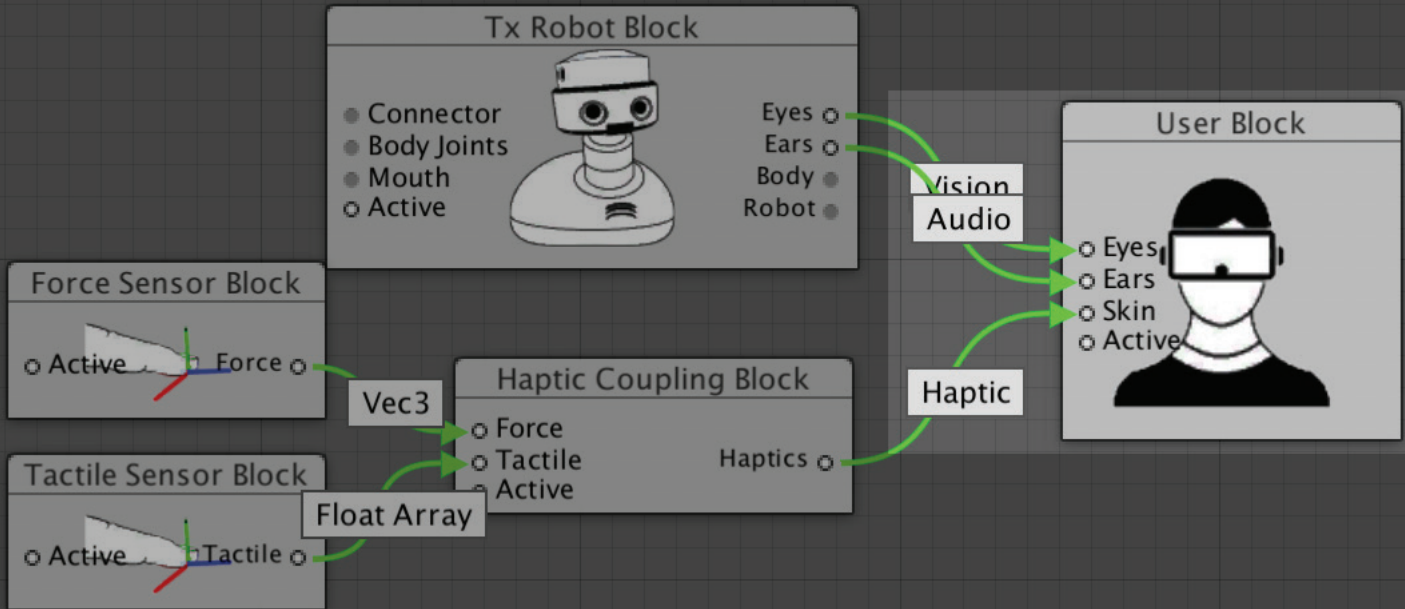 Tx Robot Block
Connector
Body Joints
Mouth
Active
Eyes
Ears
Body
Robot
Vision
Audio
User Block
Eyes
Ears
Skin
Active
Force Sensor Block
Active
Force
Vec3
Haptic Coupling Block
Force
Tactile
Active
Haptics
Haptic
Tactile Sensor Block
Active
Tactile
Float Array